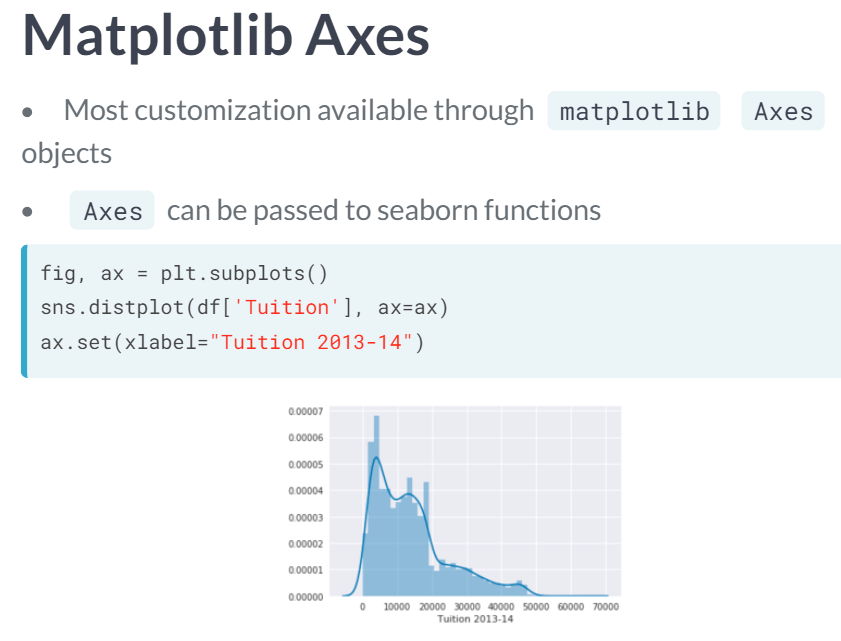 Matplotlib Axes
• Most customization available through matplotlib Axes
objects
• Axes can be passed to seaborn functions
fig, ax = plt.subplots()
sns.distplot(df['Tuition'], ax=ax)
ax.set(xlabel="Tuition 2013-14")
0.00007
0.00006
0.00005
0.00004
0.00003
0.00002
0.00001
0.00000
0 10000 20000 30000 40000 50000 60000 70000
Tuition 2013-14